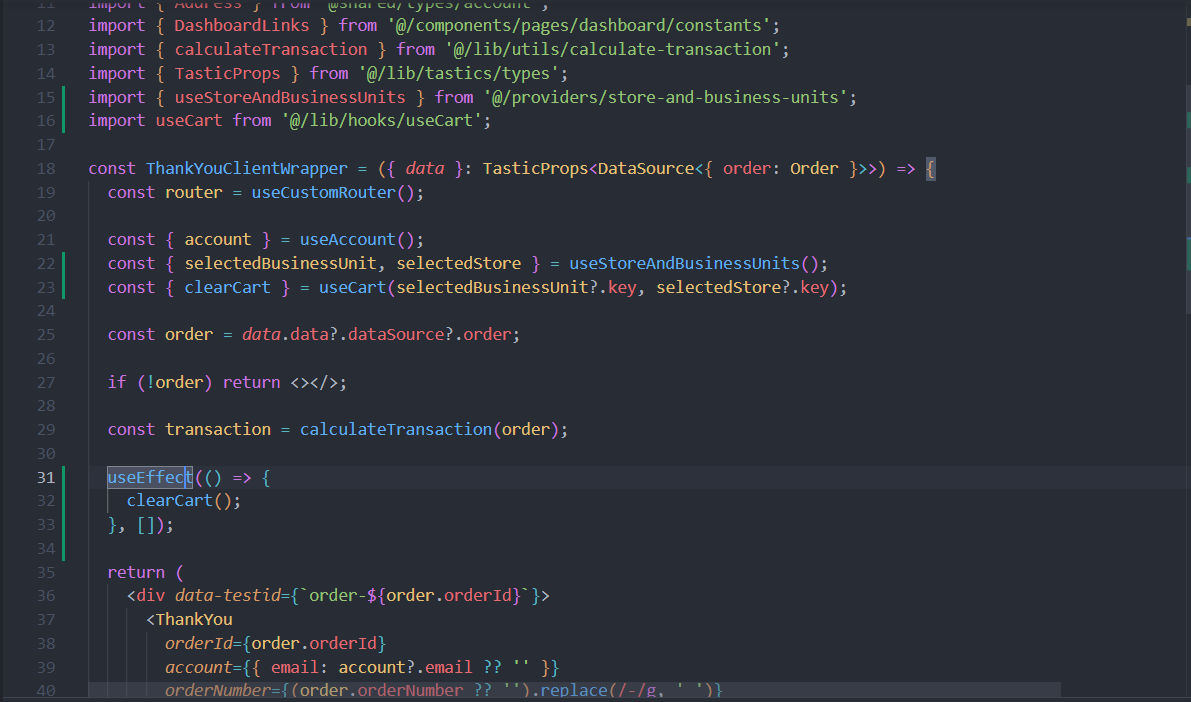 11 import { Address } from '@shared/types/account';
12 import { DashboardLinks } from '@/components/pages/dashboard/constants';
13 import { calculateTransaction } from '@/lib/utils/calculate-transaction';
14 import { TasticProps } from '@/lib/tastics/types';
15 import { useStoreAndBusinessUnits } from '@/providers/store-and-business-units';
16 import useCart from '@/lib/hooks/useCart';
17
18 const ThankYouClientWrapper = ({ data }: TasticProps<DataSource<{ order: Order }>>) => {
19 const router = useCustomRouter();
20
21 const { account } = useAccount();
22 const { selectedBusinessUnit, selectedStore } = useStoreAndBusinessUnits();
23 const { clearCart } = useCart(selectedBusinessUnit?.key, selectedStore?.key);
24
25 const order = data.data?.dataSource?.order;
26
27 if (!order) return <></>;
28
29 const transaction = calculateTransaction(order);
30
31 useEffect(() => {
32 clearCart();
33 }, []);
34
35 return (
36 <div data-testid={`order-${order.orderId}`}>
37 <ThankYou
38 orderId={order.orderId}
39 account={{ email: account?.email ?? '' }}
40 orderNumber={(order.orderNumber ?? '').replace(/-/g, ' ')}